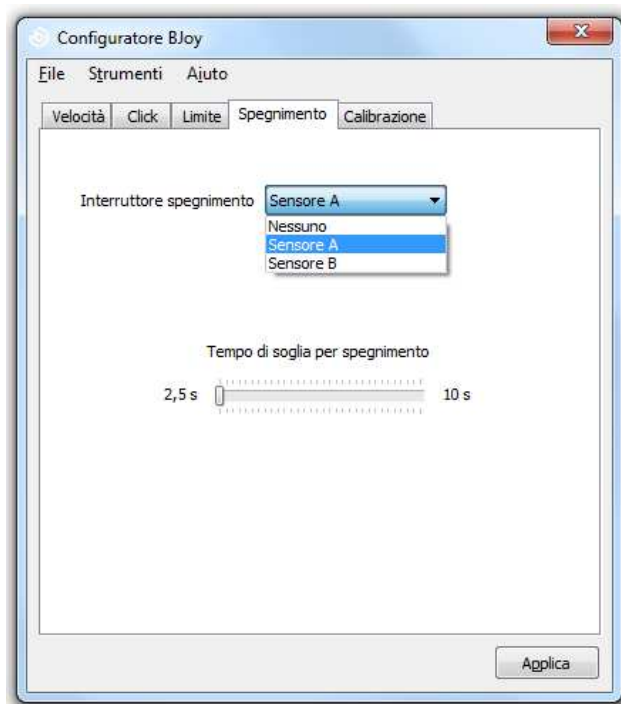 Configuratore BJoy
File Strumenti Ajuto
Velocità Click Limite Spegnimento Calibrazione
Interruttore spegnimento Sensore A
Nessuno
Sensore A
Sensore B
Tempo di soglia per spegnimento
2,5 s 10 s
Applica